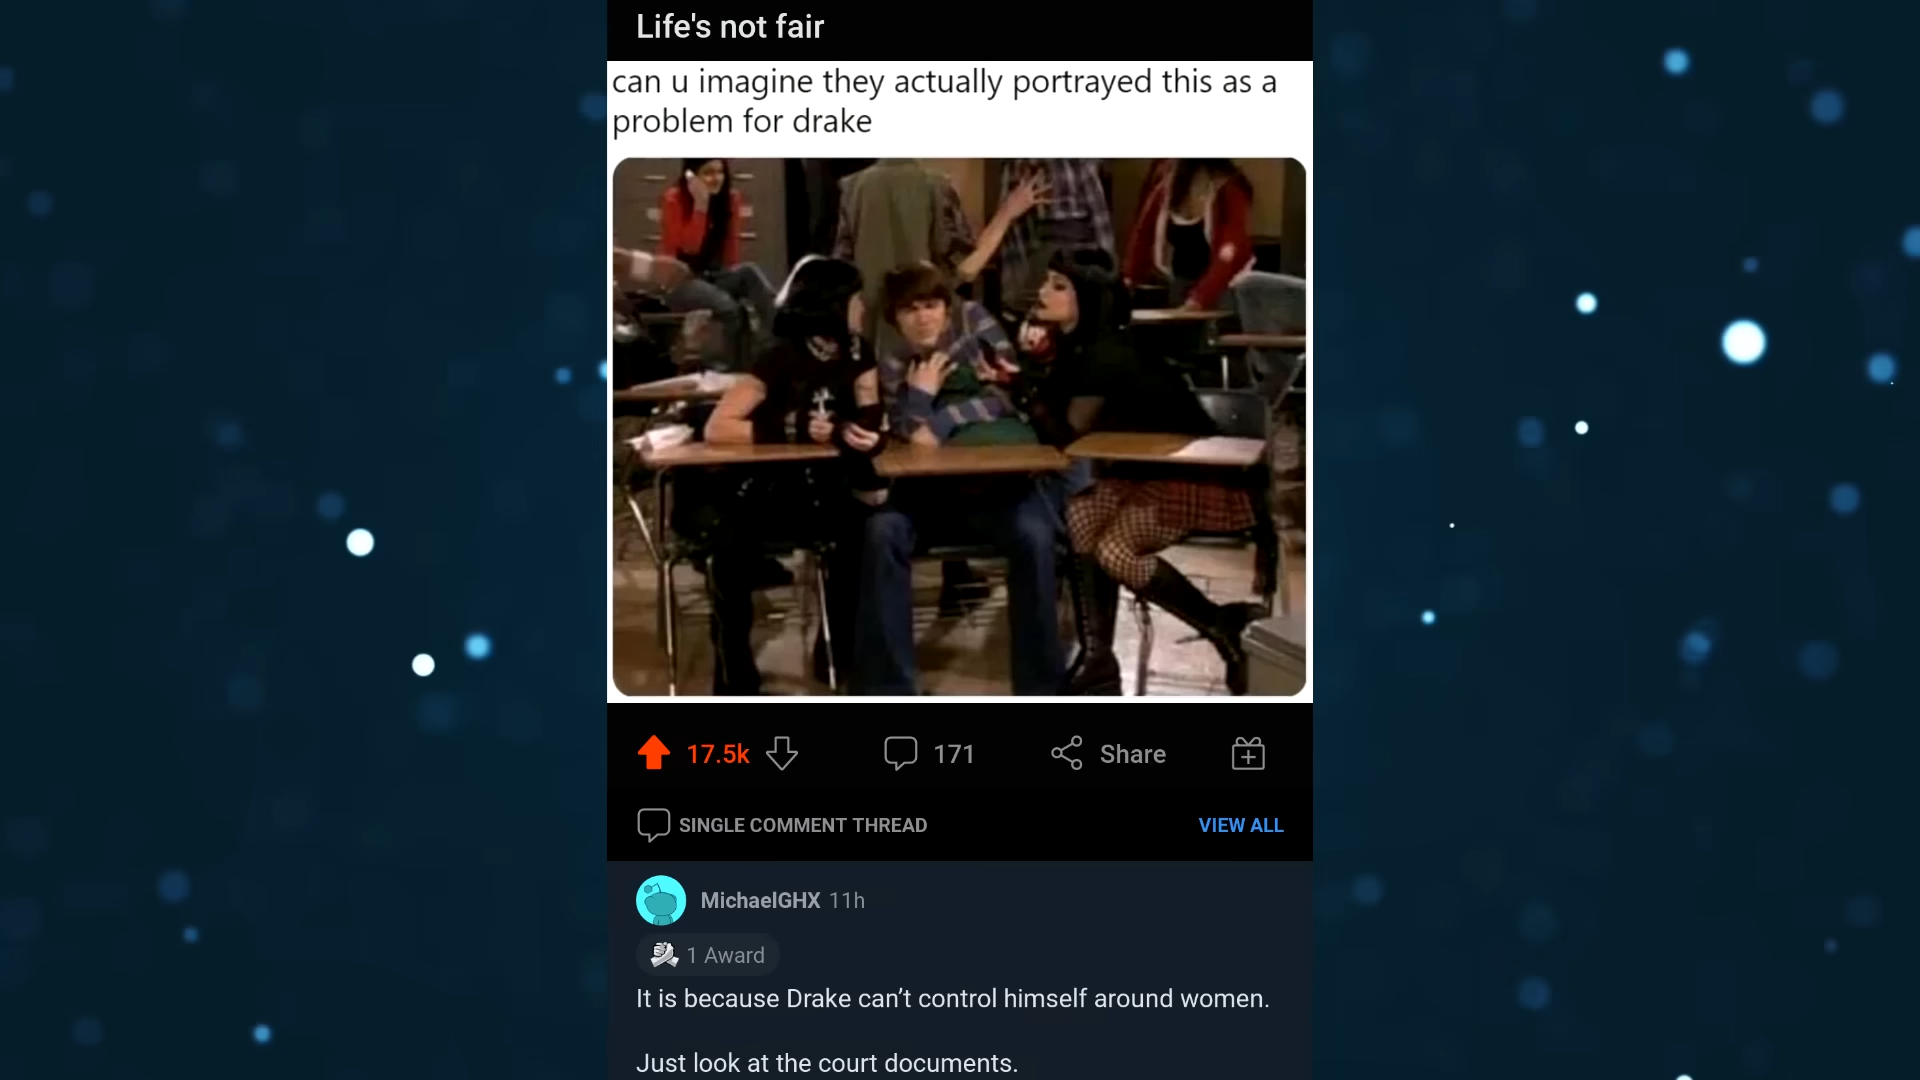 Life's not fair
can u imagine they actually portrayed this as a
problem for drake
17.5k
171
Share
SINGLE COMMENT THREAD
VIEW ALL
MichaelGHX 11h
1 Award
It is because Drake can’t control himself around women.
Just look at the court documents.